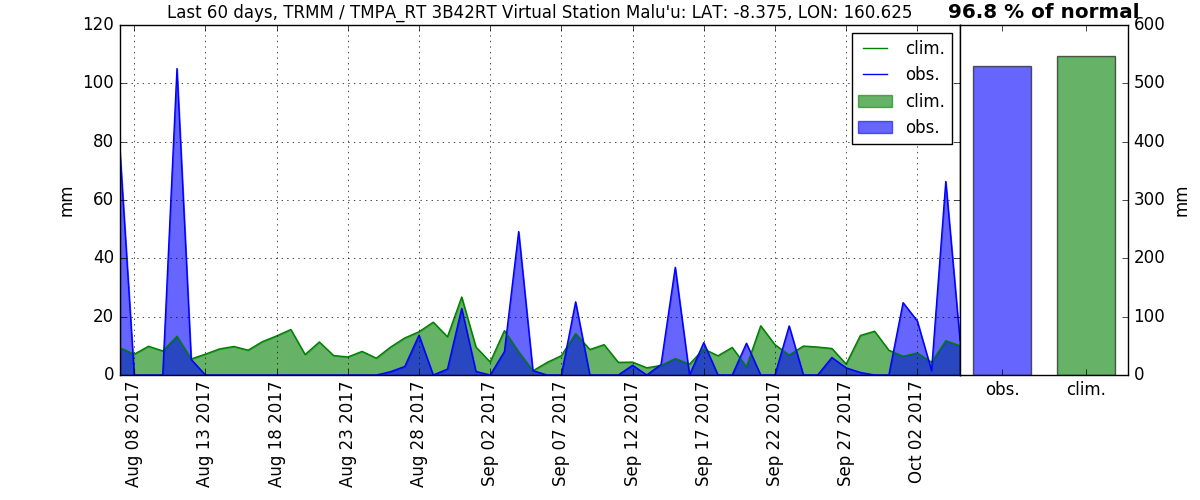 Last 60 days, TRMM / TMPA_RT 3B42RT Virtual Station Malu'u: LAT: -8.375, LON: 160.625
96.8 % of normal
120
100
80
60
40
20
0
mm
clim.
obs.
clim.
obs.
600
500
400
300
200
100
0
mm
obs.
clim.
Aug 08 2017
Aug 13 2017
Aug 18 2017
Aug 23 2017
Aug 28 2017
Sep 02 2017
Sep 07 2017
Sep 12 2017
Sep 17 2017
Sep 22 2017
Sep 27 2017
Oct 02 2017